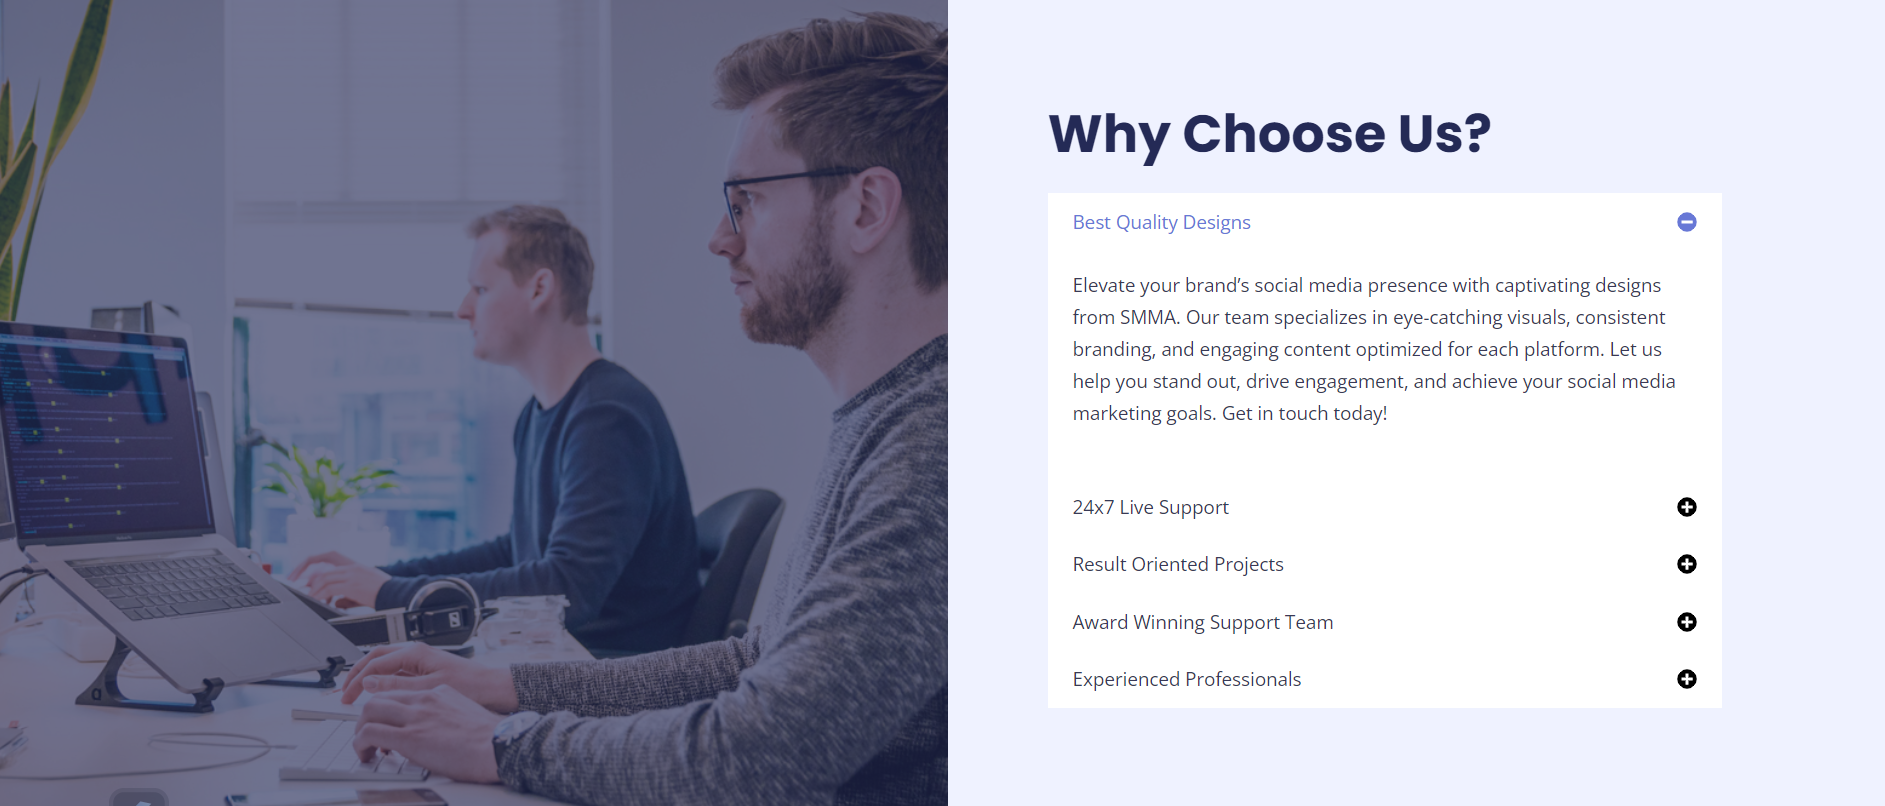 Why Choose Us?
Best Quality Designs
Elevate your brand’s social media presence with captivating designs
from SMMA. Our team specializes in eye-catching visuals, consistent
branding, and engaging content optimized for each platform. Let us
help you stand out, drive engagement, and achieve your social media
marketing goals. Get in touch today!
24x7 Live Support
Result Oriented Projects
Award Winning Support Team
Experienced Professionals